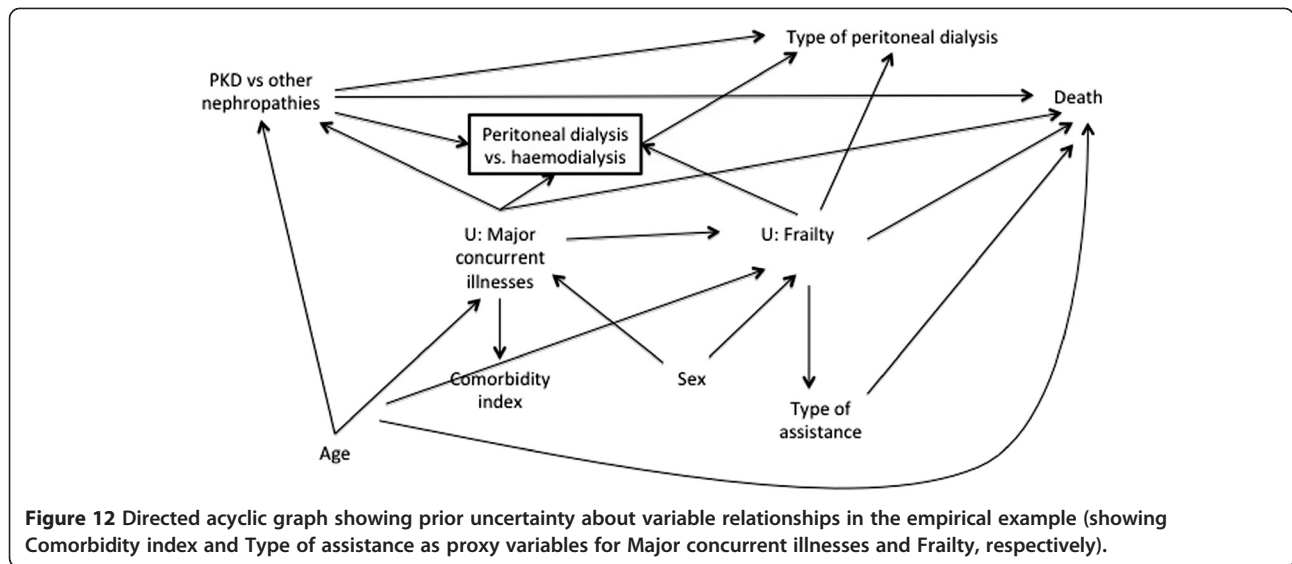 Type of peritoneal dialysis
PKD vs other
nephropathies
Death
Peritoneal dialysis
vs. haemodialysis
U: Major
concurrent
illnesses
U: Frailty
Comorbidity
index
Sex
Type of
assistance
Age
Figure 12 Directed acyclic graph showing prior uncertainty about variable relationships in the empirical example (showing
Comorbidity index and Type of assistance as proxy variables for Major concurrent illnesses and Frailty, respectively).